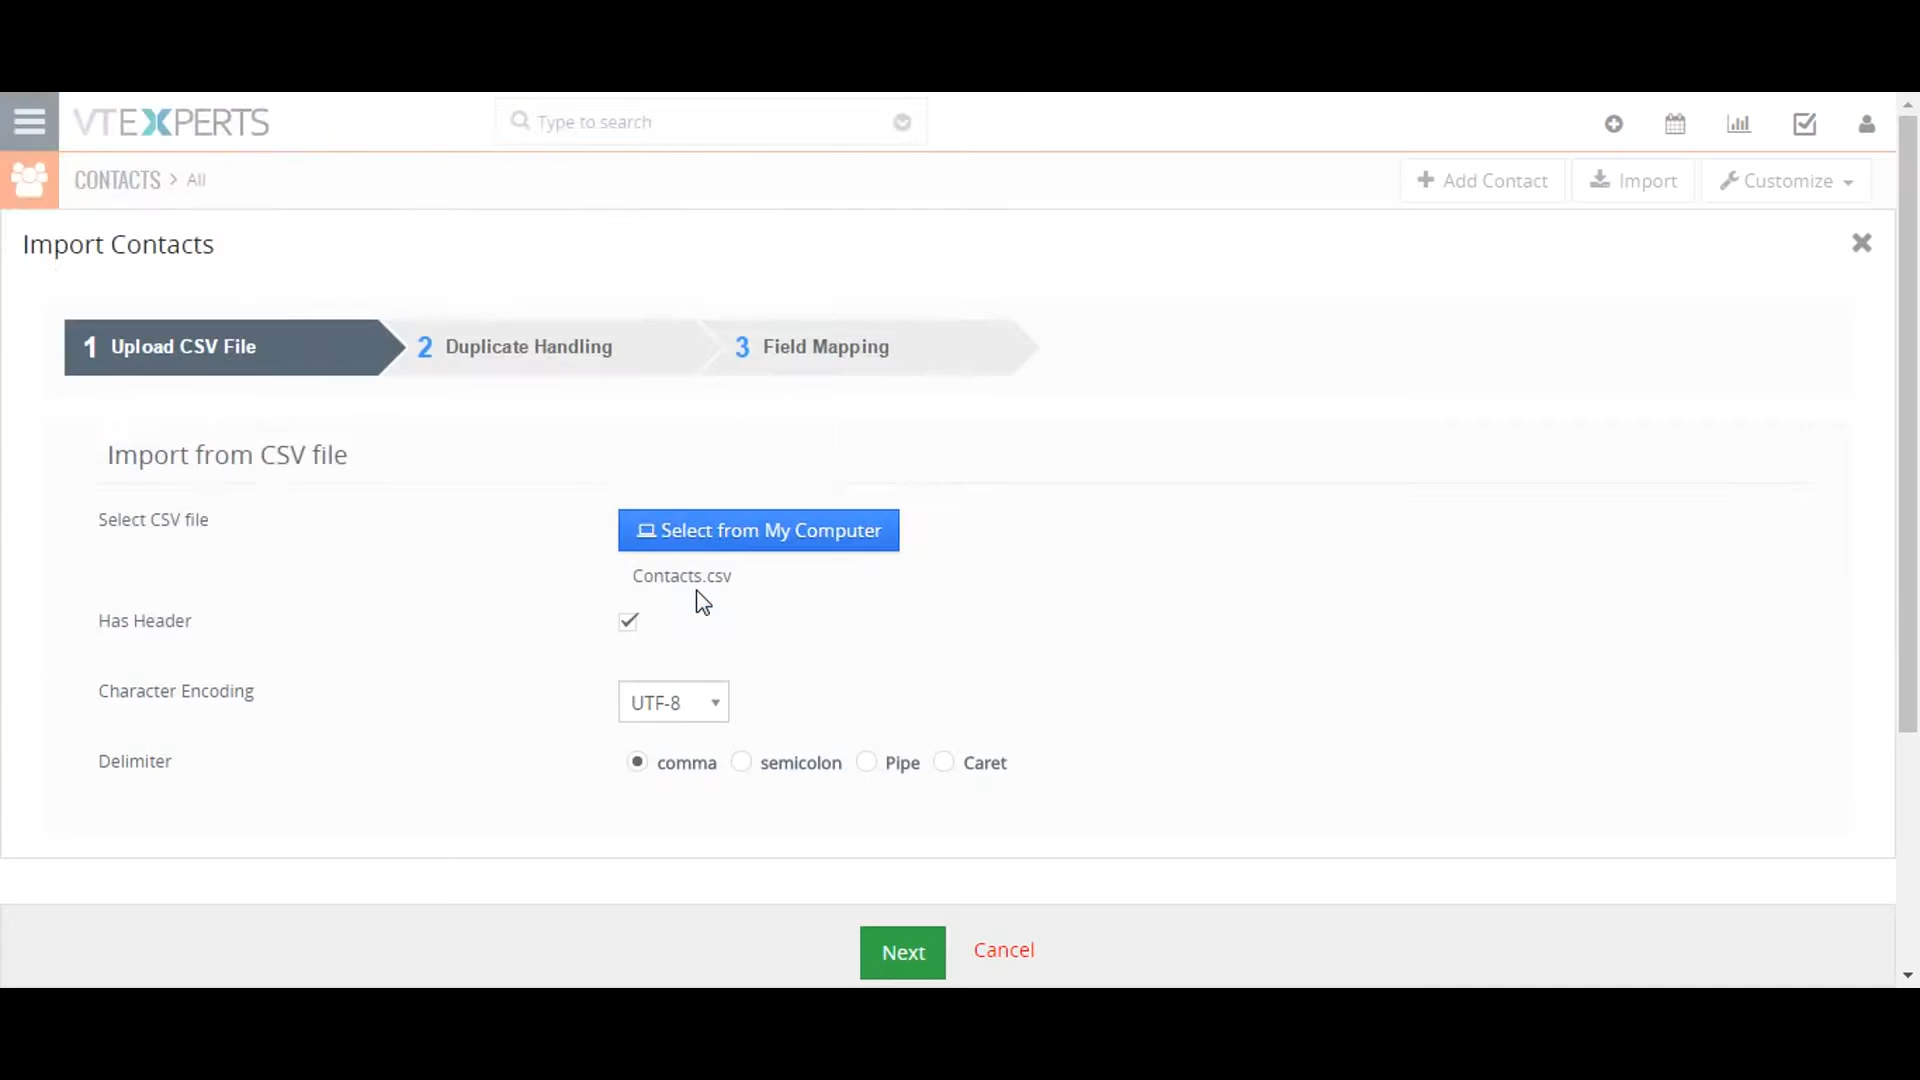 VTEXPERTS
Type to search
CONTACTS > All
Add Contact
Import
Customize
Import Contacts
1 Upload CSV File
2 Duplicate Handling
3 Field Mapping
Import from CSV file
Select CSV file
Select from My Computer
Contacts.csv
Has Header
Character Encoding
UTF-8
Delimiter
comma semicolon Pipe Caret
Next Cancel